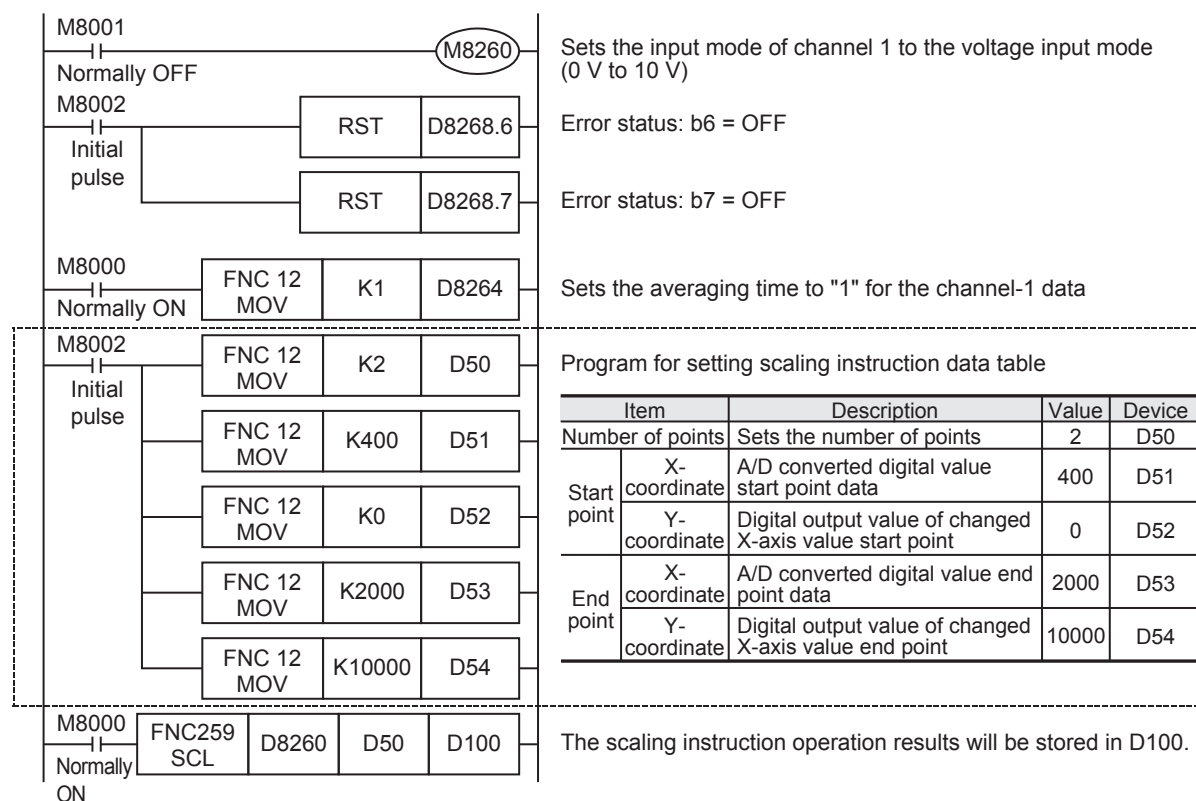 M8001
M8260
Normally OFF
Sets the input mode of channel 1 to the voltage input mode
(0 V to 10 V)
M8002
Initial
pulse
RST D8268.6
Error status: b6 = OFF
RST D8268.7
Error status: b7 = OFF
M8000
Normally ON
FNC 12
MOV
K1 D8264
Sets the averaging time to "1" for the channel-1 data
M8002
Initial
pulse
FNC 12
MOV
K2 D50
FNC 12
MOV
K400 D51
FNC 12
MOV
K0 D52
FNC 12
MOV
K2000 D53
FNC 12
MOV
K10000 D54
Program for setting scaling instruction data table
Item Description Value Device
Number of points Sets the number of points 2 D50
Start
point
X-
coordinate
A/D converted digital value
start point data
400 D51
Y-
coordinate
Digital output value of changed
X-axis value start point
0 D52
End
point
X-
coordinate
A/D converted digital value end
point data
2000 D53
Y-
coordinate
Digital output value of changed
X-axis value end point
10000 D54
M8000
Normally
ON
FNC259
SCL
D8260 D50 D100
The scaling instruction operation results will be stored in D100.